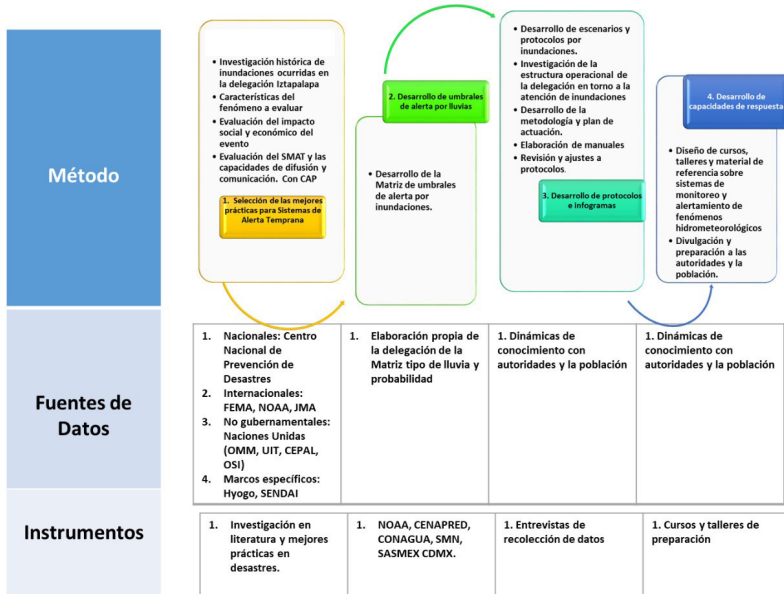 Método
• Investigación histórica de
inundaciones ocurridas en
la delegación Iztapalapa
• Características del
fenómeno a evaluar
• Evaluación del impacto
social y económico del
evento
• Evaluación del SMAT y las
capacidades de difusión y
comunicación. Con CAP
1. Selección de las mejores
prácticas para Sistemas de
Alerta Temprana
2. Desarrollo de umbrales
de alerta por lluvias
• Desarrollo de la
Matriz de umbrales
de alerta por
inundaciones.
• Desarrollo de escenarios y
protocolos por
inundaciones.
• Investigación de la
estructura operacional de
la delegación en torno a la
atención de inundaciones
• Desarrollo de la
metodología y plan de
actuación.
• Elaboración de manuales
• Revisión y ajustes a
protocolos.
3. Desarrollo de protocolos
e infogramas
4. Desarrollo de
capacidades de respuesta
• Diseño de cursos,
talleres y material de
referencia sobre
sistemas de
monitoreo y
alertamiento de
fenómenos
hidrometeorológicos
• Divulgación y
preparación a las
autoridades y la
población.
Fuentes de
Datos
1. Nacionales: Centro
Nacional de
Prevención de
Desastres
2. Internacionales:
FEMA, NOAA, JMA
3. No gubernamentales:
Naciones Unidas
(OMM, UIT, CEPAL,
OSI)
4. Marcos específicos:
Hyogo, SENDAI
1. Elaboración propia
de la delegación de la
Matriz tipo de lluvia y
probabilidad
1. Dinámicas de
conocimiento con
autoridades y la población
1. Dinámicas de
conocimiento con
autoridades y la población
Instrumentos
1. Investigación en
literatura y mejores
prácticas en
desastres.
1. NOAA, CENAPRED,
CONAGUA, SMN,
SASMEX CDMX.
1. Entrevistas de
recolección de datos
1. Cursos y talleres de
preparación